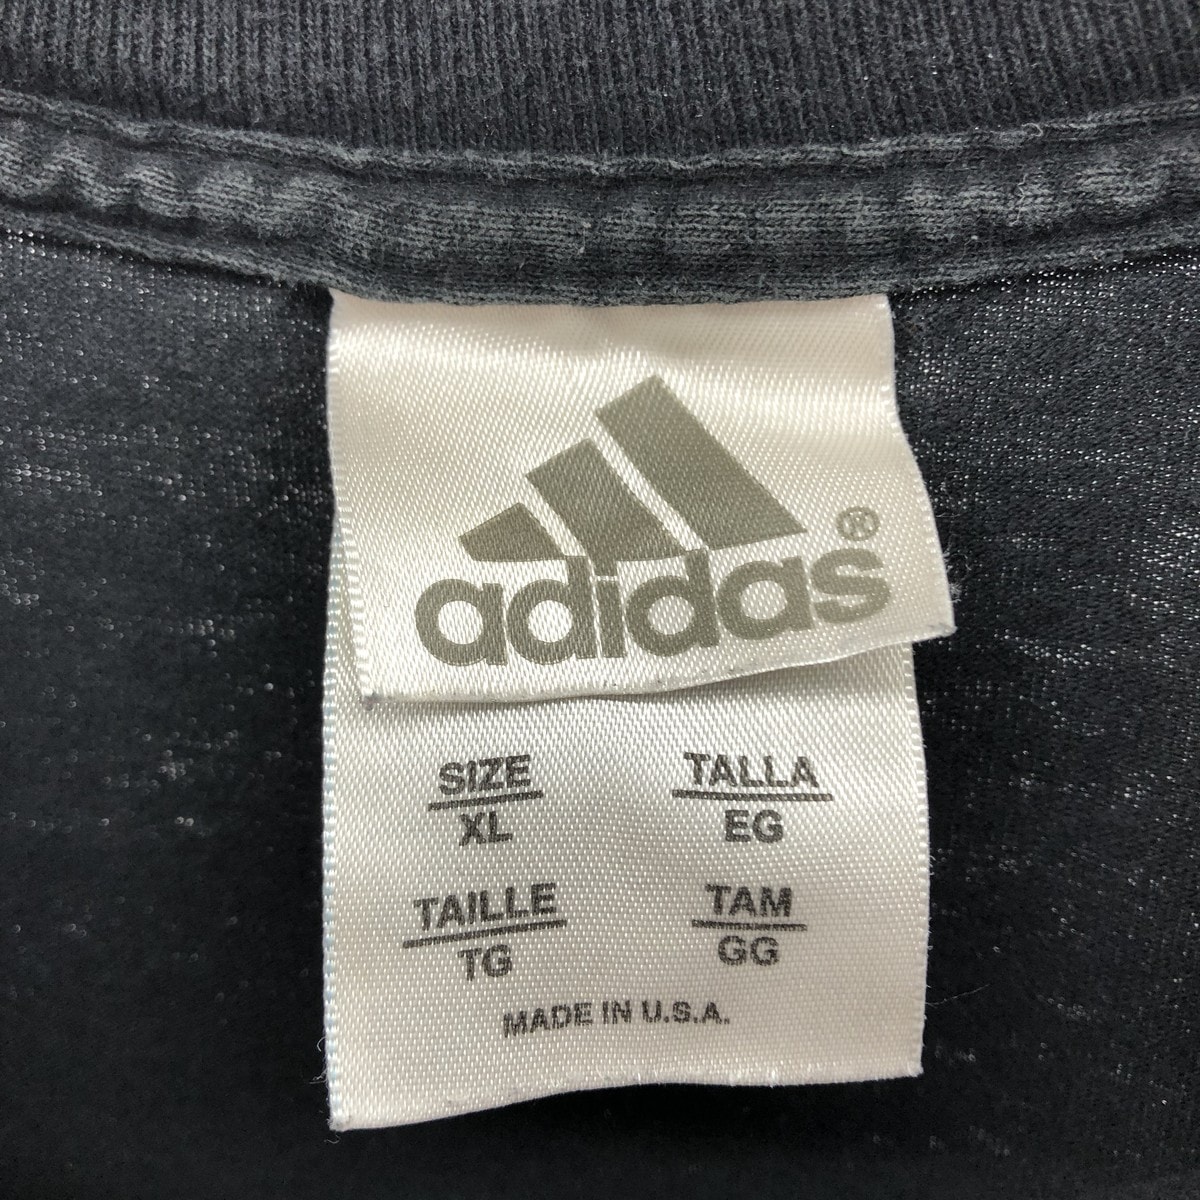 adidas®
SIZE TALLA
XL EG
TAILLE TAM
TG GG
MADE IN U.S.A.